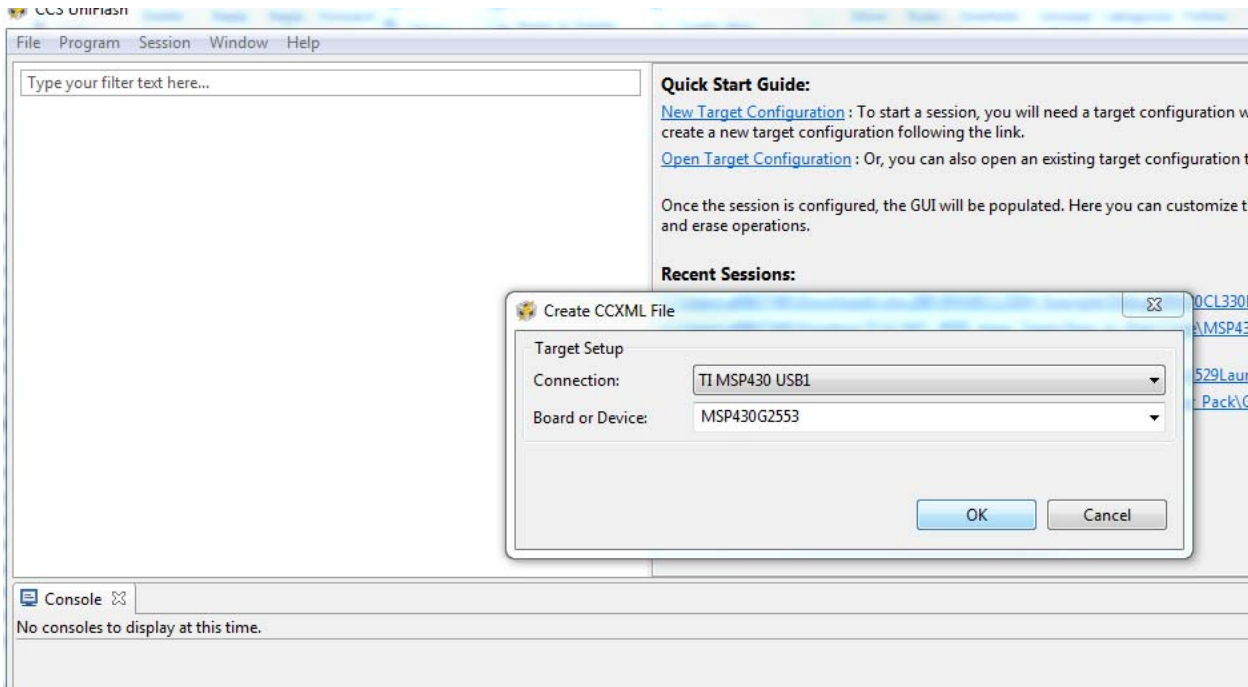 CCS UniFlash
File Program Session Window Help
Type your filter text here...
Quick Start Guide:
New Target Configuration : To start a session, you will need a target configuration
create a new target configuration following the link.
Open Target Configuration : Or, you can also open an existing target configuration
Once the session is configured, the GUI will be populated. Here you can customize
and erase operations.
Recent Sessions:
0CL330
\MSP43
529Laun
Pack\
Create CCXML File
Target Setup
Connection: TI MSP430 USB1
Board or Device: MSP430G2553
OK Cancel
Console
No consoles to display at this time.